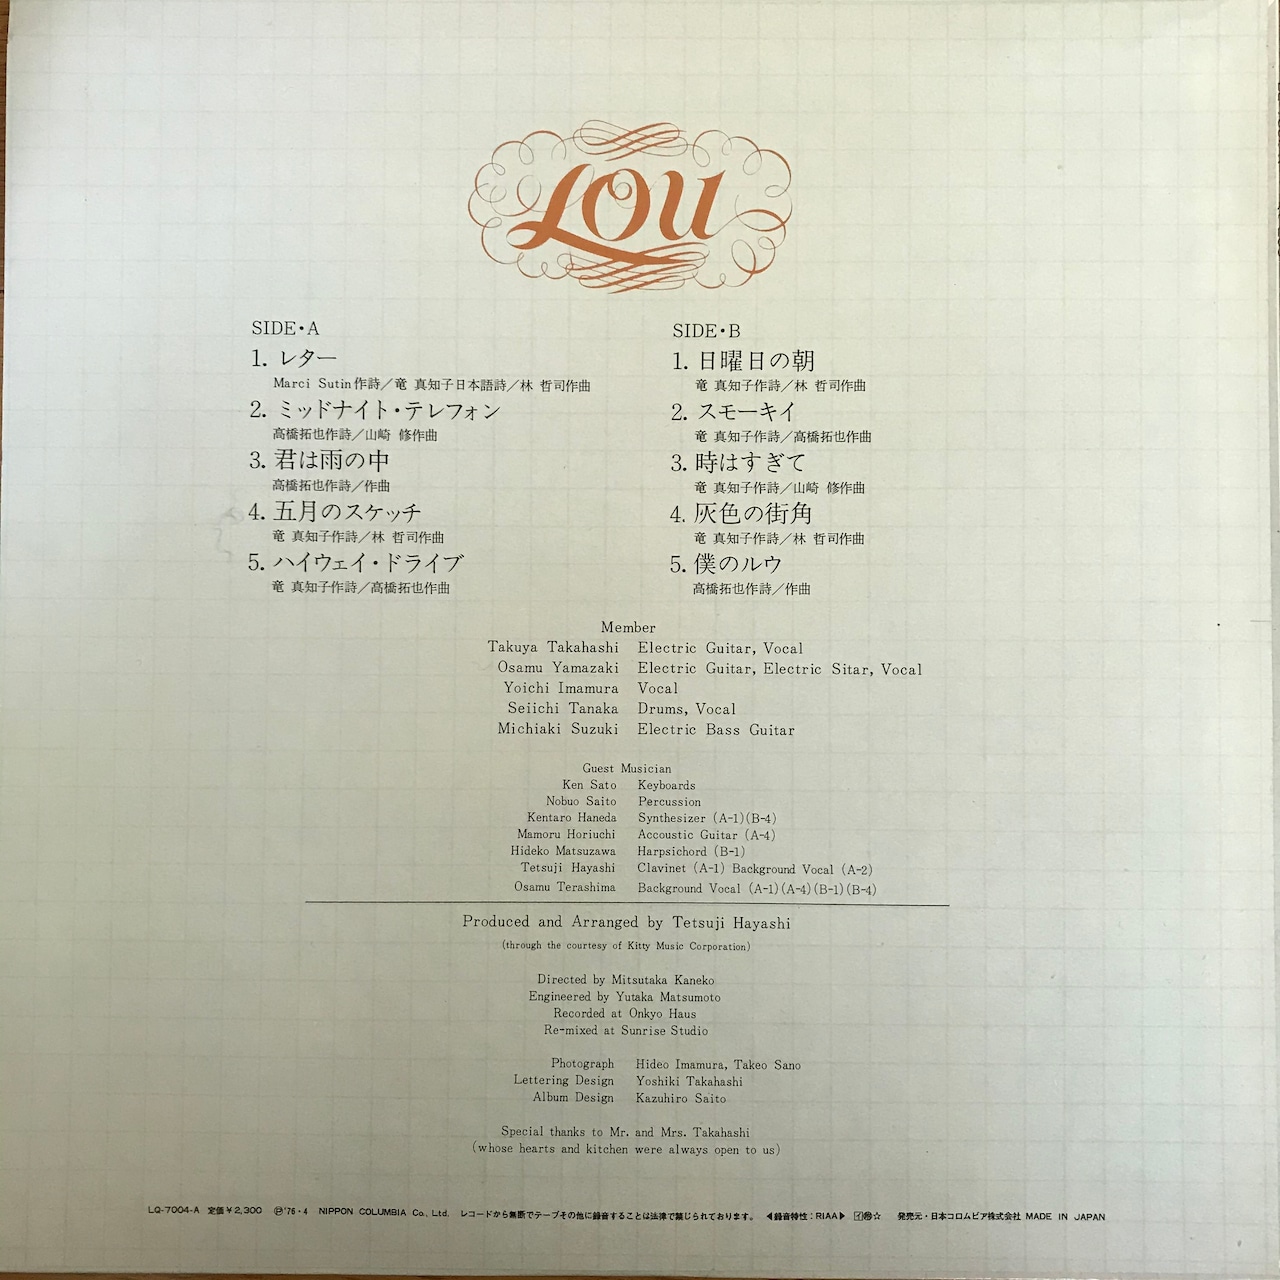 Lou
SIDE・A
1. レター
Marci Sutin作詩／竜 真知子日本語詩／林 哲司作曲
2. ミッドナイト・テレフォン
高橋拓也作詩／山崎 修作曲
3. 君は雨の中
高橋拓也作詩／作曲
4. 五月のスケッチ
竜 真知子作詩／林 哲司作曲
5. ハイウェイ・ドライブ
竜 真知子作詩／高橋拓也作曲
SIDE・B
1. 日曜日の朝
竜 真知子作詩／林 哲司作曲
2. スモーキイ
竜 真知子作詩／高橋拓也作曲
3. 時はすぎて
竜 真知子作詩／山崎 修作曲
4. 灰色の街角
竜 真知子作詩／林 哲司作曲
5. 僕のルウ
高橋拓也作詩／作曲
Member
Takuya Takahashi Electric Guitar, Vocal
Osamu Yamazaki Electric Guitar, Electric Sitar, Vocal
Yoichi Imamura Vocal
Seiichi Tanaka Drums, Vocal
Michiaki Suzuki Electric Bass Guitar
Guest Musician
Ken Sato Keyboards
Nobuo Saito Percussion
Kentaro Haneda Synthesizer (A-1)(B-4)
Mamoru Horiuchi Accoustic Guitar (A-4)
Hideko Matsuzawa Harpsichord (B-1)
Tetsuji Hayashi Clavinet (A-1) Background Vocal (A-2)
Osamu Terashima Background Vocal (A-1)(A-4)(B-1)(B-4)
Produced and Arranged by Tetsuji Hayashi
(through the courtesy of Kitty Music Corporation)
Directed by Mitsutaka Kaneko
Engineered by Yutaka Matsumoto
Recorded at Onkyo Haus
Re-mixed at Sunrise Studio
Photograph Hideo Imamura, Takeo Sano
Lettering Design Yoshiki Takahashi
Album Design Kazuhiro Saito
Special thanks to Mr. and Mrs. Takahashi
(whose hearts and kitchen were always open to us)
LQ-7004-A 定価￥2,300 Ⓟ'76・4 NIPPON COLUMBIA Co., Ltd. レコードから無断でテープその他に録音することは法律で禁じられております。 ◀録音特性：RIAA▶ ☆ 発売元・日本コロムビア株式会社 MADE IN JAPAN